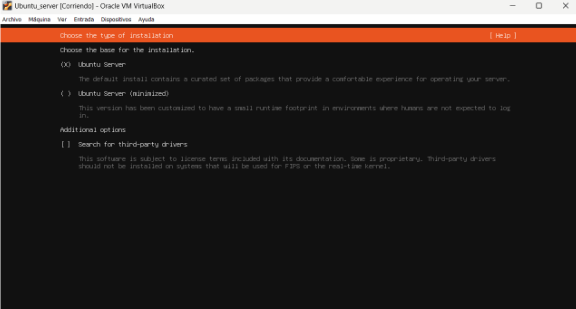 Ubuntu_server [Corriendo] - Oracle VM VirtualBox
Archivo Máquina Ver Entrada Dispositivos Ayuda
Choose the type of installation [ Help ]
Choose the base for the installation.
(X) Ubuntu Server
The default install contains a curated set of packages that provide a comfortable experience for operating your server.
( ) Ubuntu Server (minimized)
This version has been customized to have a small runtime footprint in environments where humans are not expected to log
in.
Additional options
[ ] Search for third-party drivers
This software is subject to license terms included with its documentation. Some is proprietary. Third-party drivers
should not be installed on systems that will be used for FIPS or the real-time kernel.